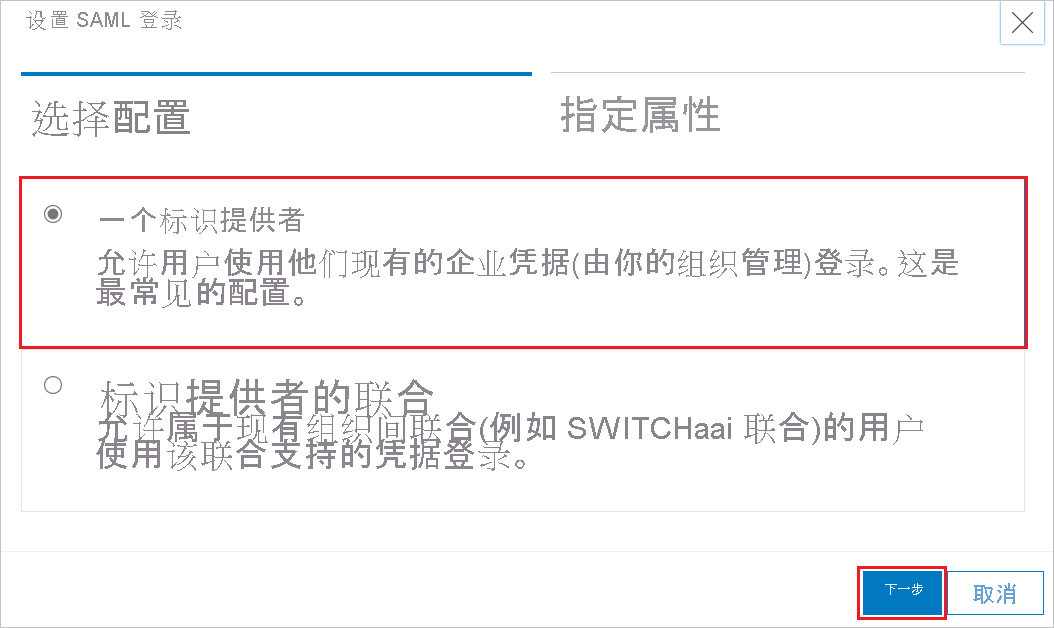 设置 SAML 登录
选择配置
指定属性
一个标识提供者
允许用户使用他们现有的企业凭据(由你的组织管理)登录。这是
最常见的配置。
标识提供者的联合
允许属于现有组织间联合(例如 SWITCHaai 联合)的用户
使用该联合支持的凭据登录。
下一步
取消